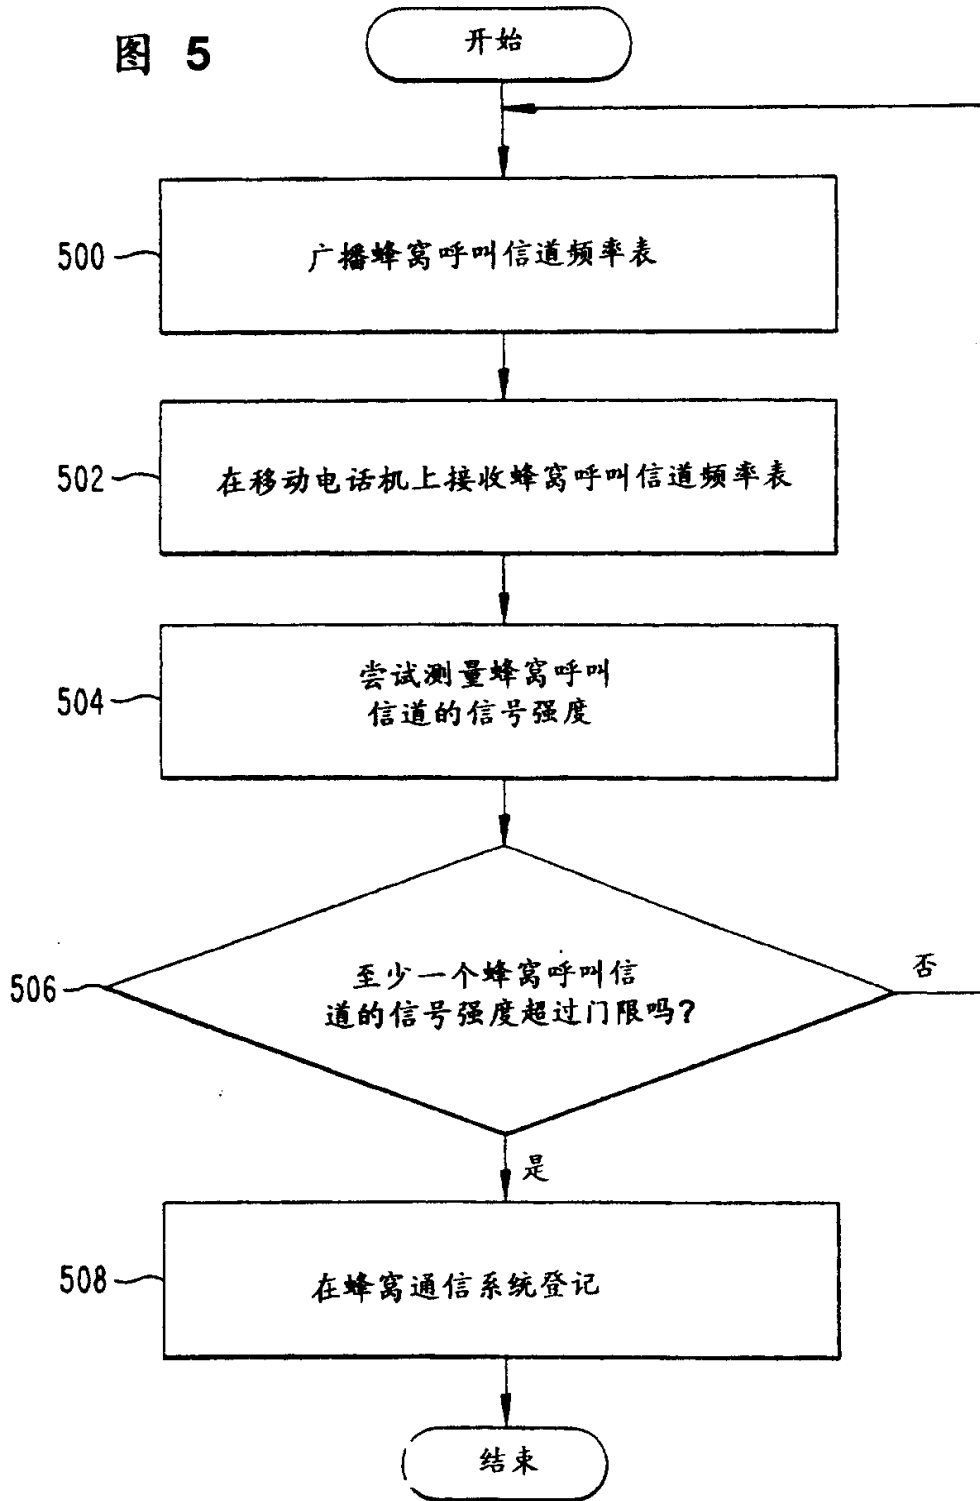 图 5
开始
500
广播蜂窝呼叫信道频率表
502
在移动电话机上接收蜂窝呼叫信道频率表
504
尝试测量蜂窝呼叫
信道的信号强度
506
至少一个蜂窝呼叫信
道的信号强度超过门限吗?
否
是
508
在蜂窝通信系统登记
结束